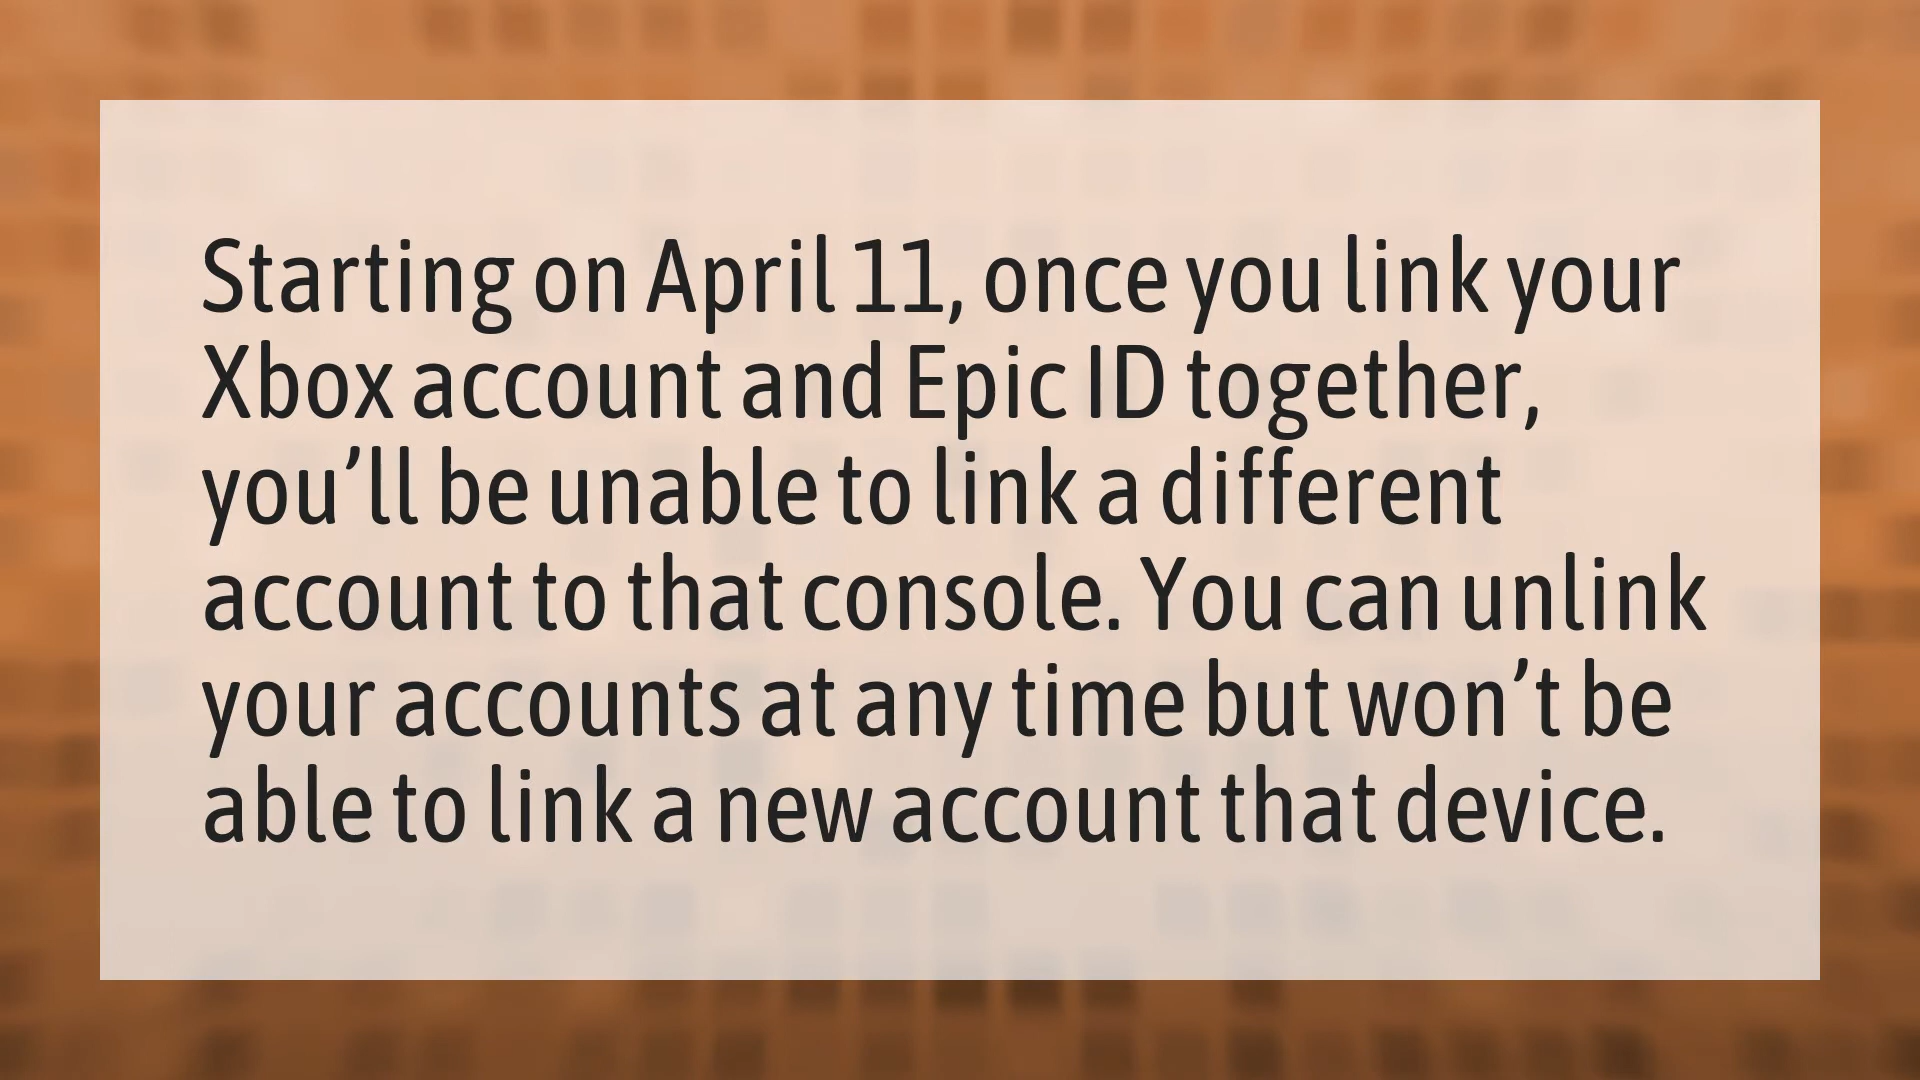 Starting on April 11, once you link your
Xbox account and Epic ID together,
you’ll be unable to link a different
account to that console. You can unlink
your accounts at any time but won’t be
able to link a new account that device.